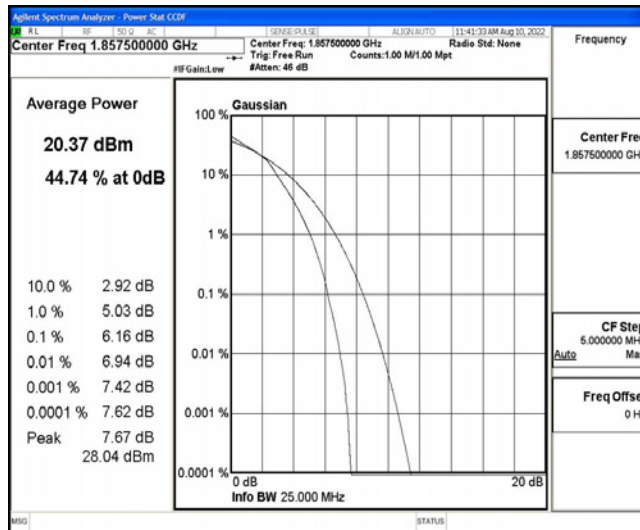 Agilent Spectrum Analyzer - Power Stat CCDF
RL RF 50 Ω AC SENSE:PULSE ALIGN AUTO 11:41:33 AM Aug 10, 2022
Center Freq 1.857500000 GHz
Center Freq: 1.857500000 GHz Radio Std: None
Trig: Free Run Counts:1.00 M/1.00 Mpt
#IFGain:Low #Atten: 46 dB
Frequency
Average Power
20.37 dBm
44.74 % at 0dB
10.0 % 2.92 dB
1.0 % 5.03 dB
0.1 % 6.16 dB
0.01 % 6.94 dB
0.001 % 7.42 dB
0.0001 % 7.62 dB
Peak 7.67 dB
28.04 dBm
Gaussian
100 %
10 %
1 %
0.1 %
0.01 %
0.001 %
0.0001 %
0 dB 20 dB
Info BW 25.000 MHz
Center Fre
1.857500000 GH
CF Step
5.000000 MH
Auto Ma
Freq Offse
0 H
MSG STATUS